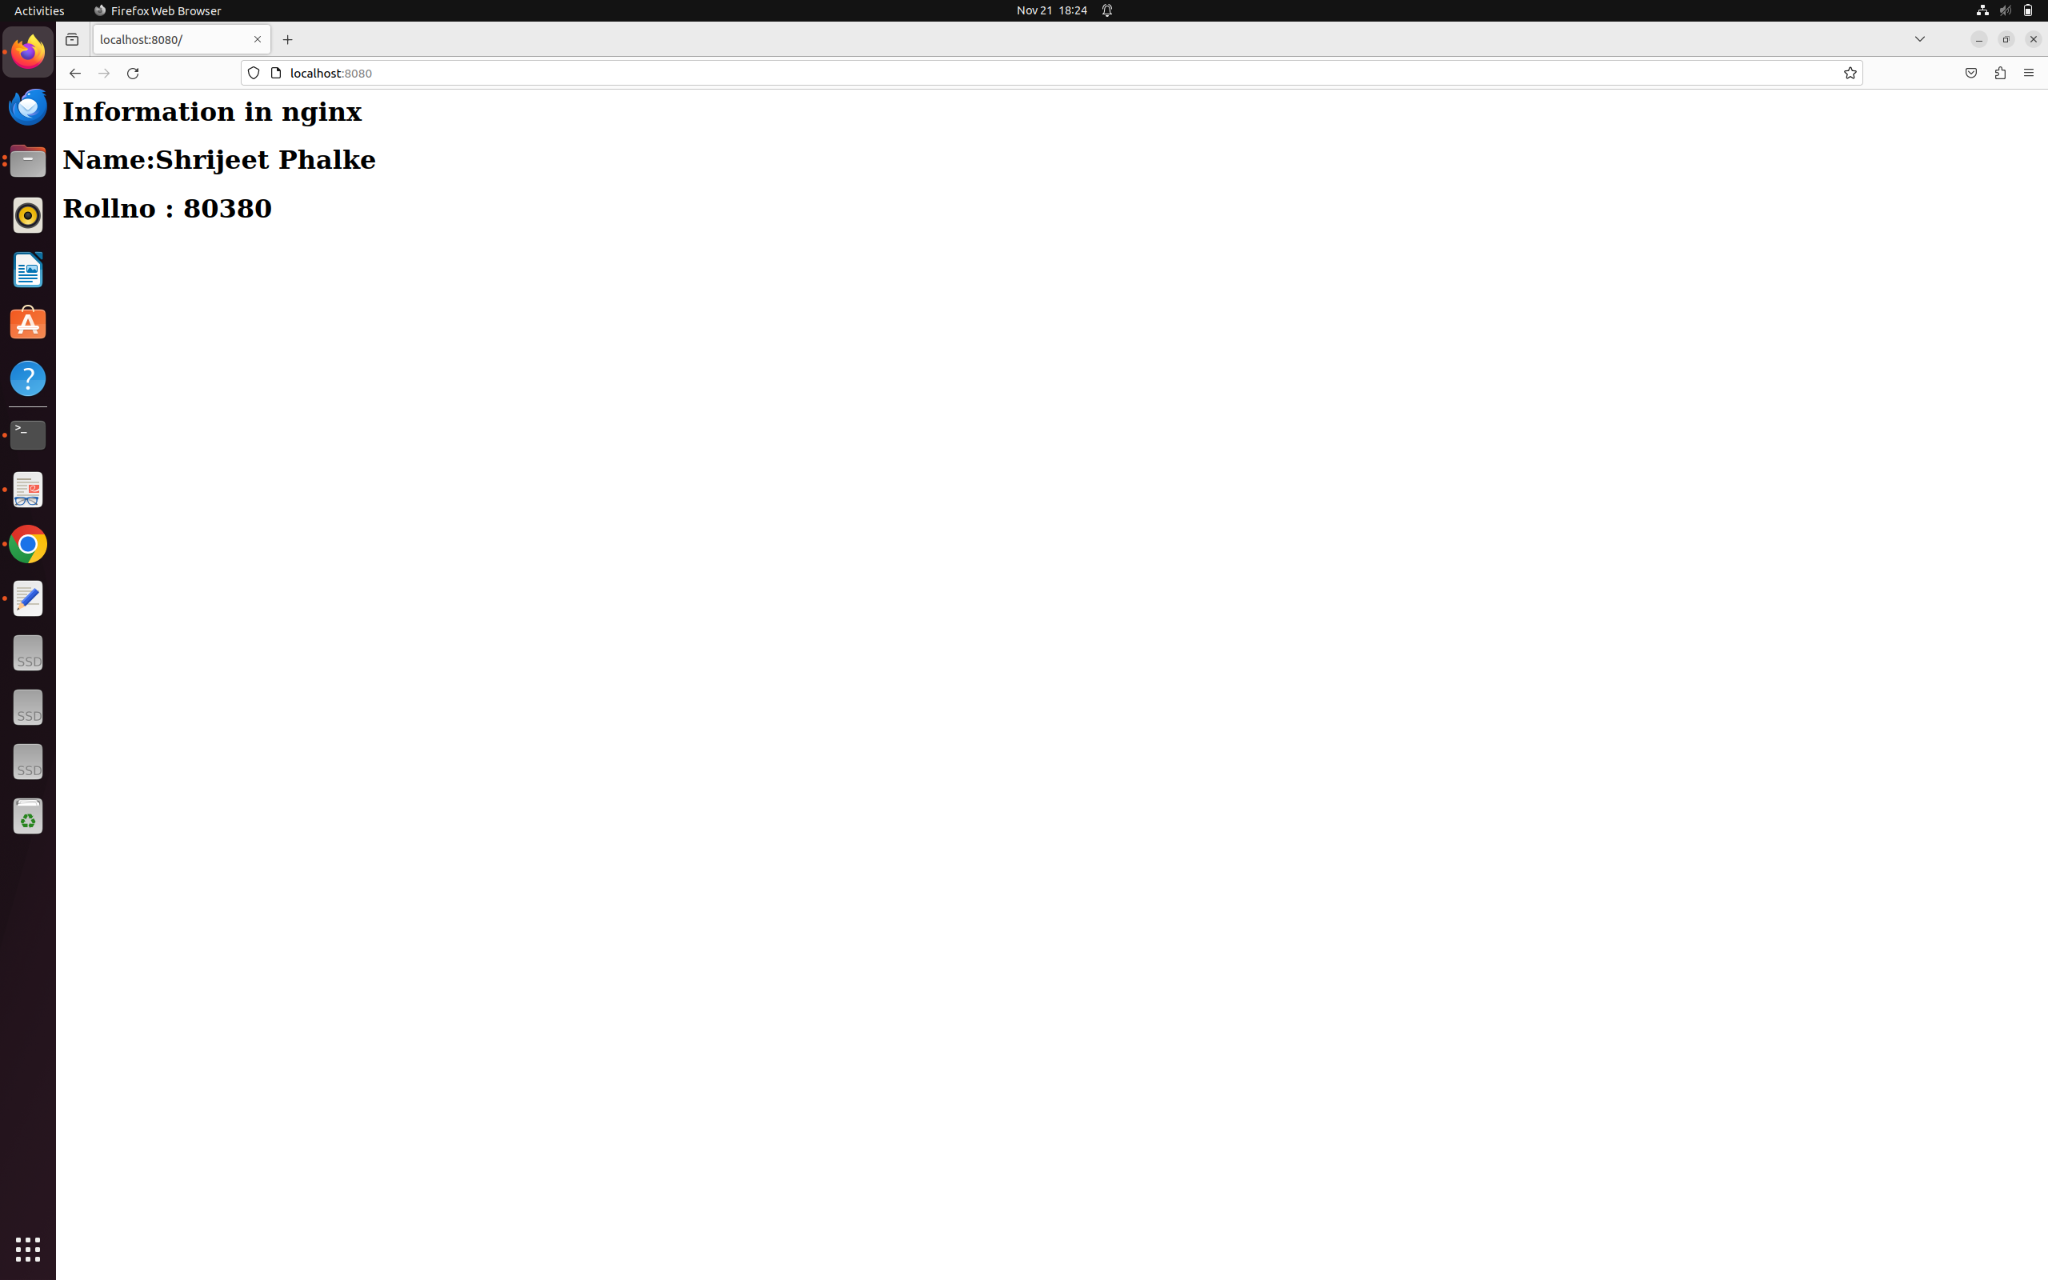 Activities
Firefox Web Browser
Nov 21 18:24
localhost:8080/
localhost:8080
Information in nginx
Name:Shrijeet Phalke
Rollno : 80380
>_
?
SSD
SSD
SSD